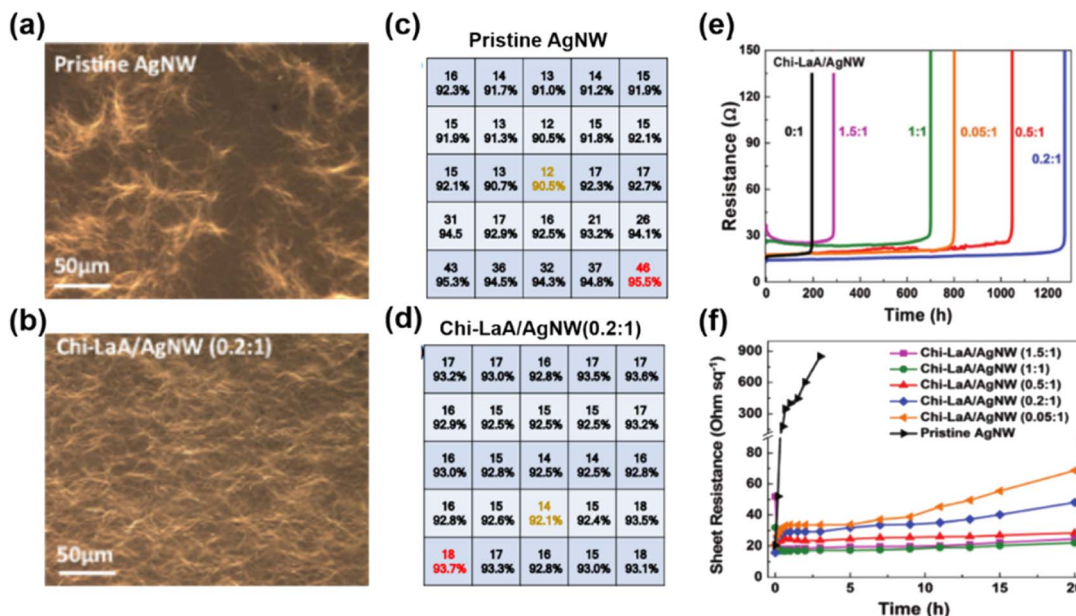 (a)
Pristine AgNW
50μm
(b)
Chi-LaA/AgNW (0.2:1)
50μm
(c)
Pristine AgNW
16 14 13 14 15
92.3% 91.7% 91.0% 91.2% 91.9%
15 13 12 15 15
91.9% 91.3% 90.5% 91.8% 92.1%
15 13 12 17 17
92.1% 90.7% 90.5% 92.3% 92.7%
31 17 16 21 26
94.5 92.9% 92.5% 93.2% 94.1%
43 36 32 37 46
95.3% 94.5% 94.3% 94.8% 95.5%
(d)
Chi-LaA/AgNW(0.2:1)
17 17 16 17 17
93.2% 93.0% 92.8% 93.5% 93.6%
16 15 15 15 17
92.9% 92.5% 92.5% 92.5% 93.2%
16 15 14 14 16
93.0% 92.8% 92.5% 92.5% 92.8%
16 15 14 15 18
92.8% 92.6% 92.1% 92.4% 93.5%
18 17 16 15 18
93.7% 93.3% 92.8% 93.0% 93.1%
(e)
Resistance (Ω)
150
120
90
60
30
0
Chi-LaA/AgNW
0:1 1.5:1 1:1 0.05:1 0.5:1
0.2:1
0 200 400 600 800 1000 1200
Time (h)
(f)
Sheet Resistance (Ohm sq⁻¹)
900
600
300
60
40
20
0
Chi-LaA/AgNW (1.5:1)
Chi-LaA/AgNW (1:1)
Chi-LaA/AgNW (0.5:1)
Chi-LaA/AgNW (0.2:1)
Chi-LaA/AgNW (0.05:1)
Pristine AgNW
0 5 10 15 20
Time (h)